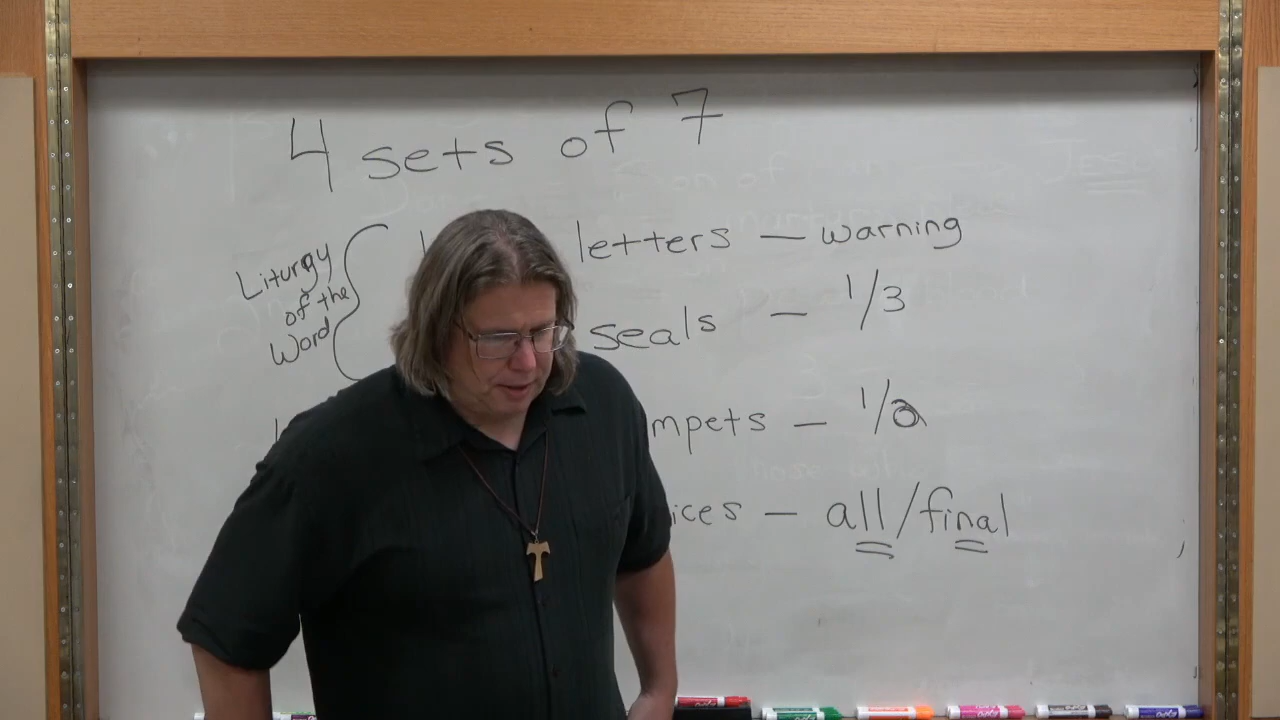 4 sets of 7
Liturgy of the Word
letters — warning
seals — 1/3
mpets — 1/2
ices — all/final